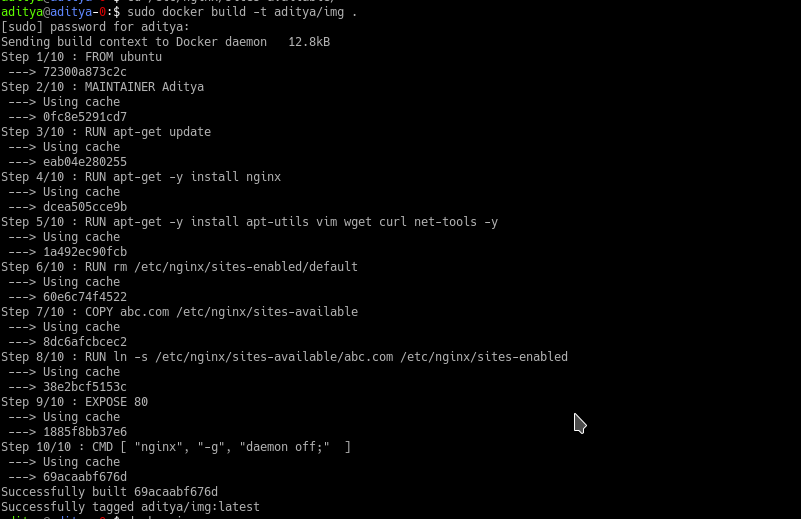 aditya@aditya-0:$ sudo docker build -t aditya/img .
[sudo] password for aditya:
Sending build context to Docker daemon   12.8kB
Step 1/10 : FROM ubuntu
 ---> 72300a873c2c
Step 2/10 : MAINTAINER Aditya
 ---> Using cache
 ---> 0fc8e5291cd7
Step 3/10 : RUN apt-get update
 ---> Using cache
 ---> eab04e280255
Step 4/10 : RUN apt-get -y install nginx
 ---> Using cache
 ---> dcea505cce9b
Step 5/10 : RUN apt-get -y install apt-utils vim wget curl net-tools -y
 ---> Using cache
 ---> 1a492ec90fcb
Step 6/10 : RUN rm /etc/nginx/sites-enabled/default
 ---> Using cache
 ---> 60e6c74f4522
Step 7/10 : COPY abc.com /etc/nginx/sites-available
 ---> Using cache
 ---> 8dc6afcbcec2
Step 8/10 : RUN ln -s /etc/nginx/sites-available/abc.com /etc/nginx/sites-enabled
 ---> Using cache
 ---> 38e2bcf5153c
Step 9/10 : EXPOSE 80
 ---> Using cache
 ---> 1885f8bb37e6
Step 10/10 : CMD [ "nginx", "-g", "daemon off;"  ]
 ---> Using cache
 ---> 69acaabf676d
Successfully built 69acaabf676d
Successfully tagged aditya/img:latest